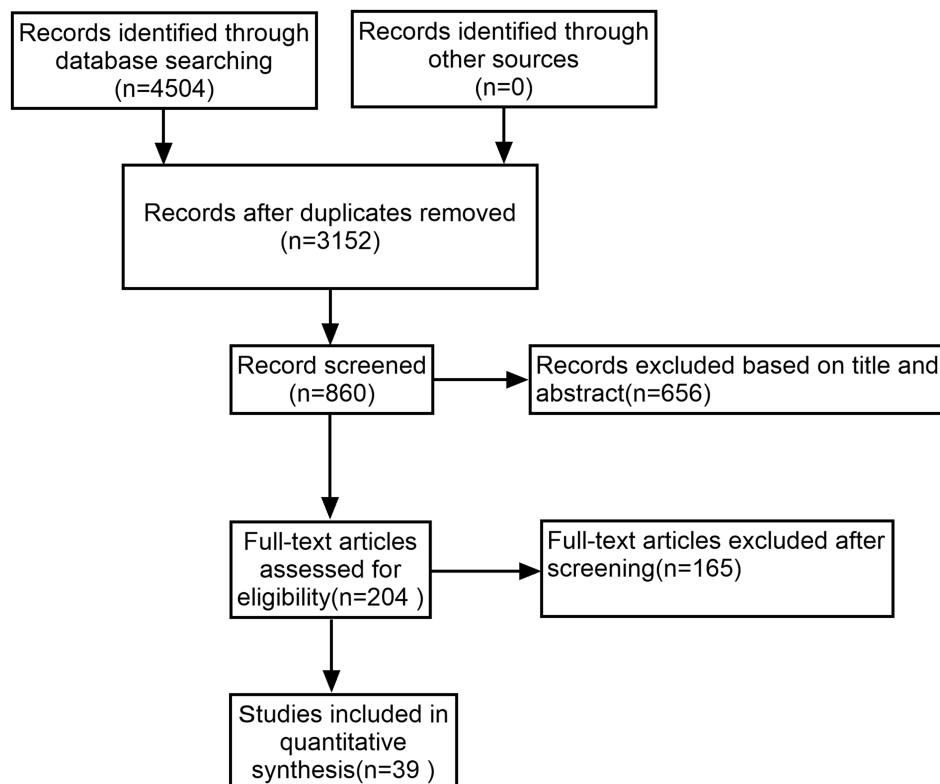 Records identified through
database searching
(n=4504)
Records identified through
other sources
(n=0)
Records after duplicates removed
(n=3152)
Record screened
(n=860)
Records excluded based on title and
abstract(n=656)
Full-text articles
assessed for
eligibility(n=204 )
Full-text articles excluded after
screening(n=165)
Studies included in
quantitative
synthesis(n=39 )